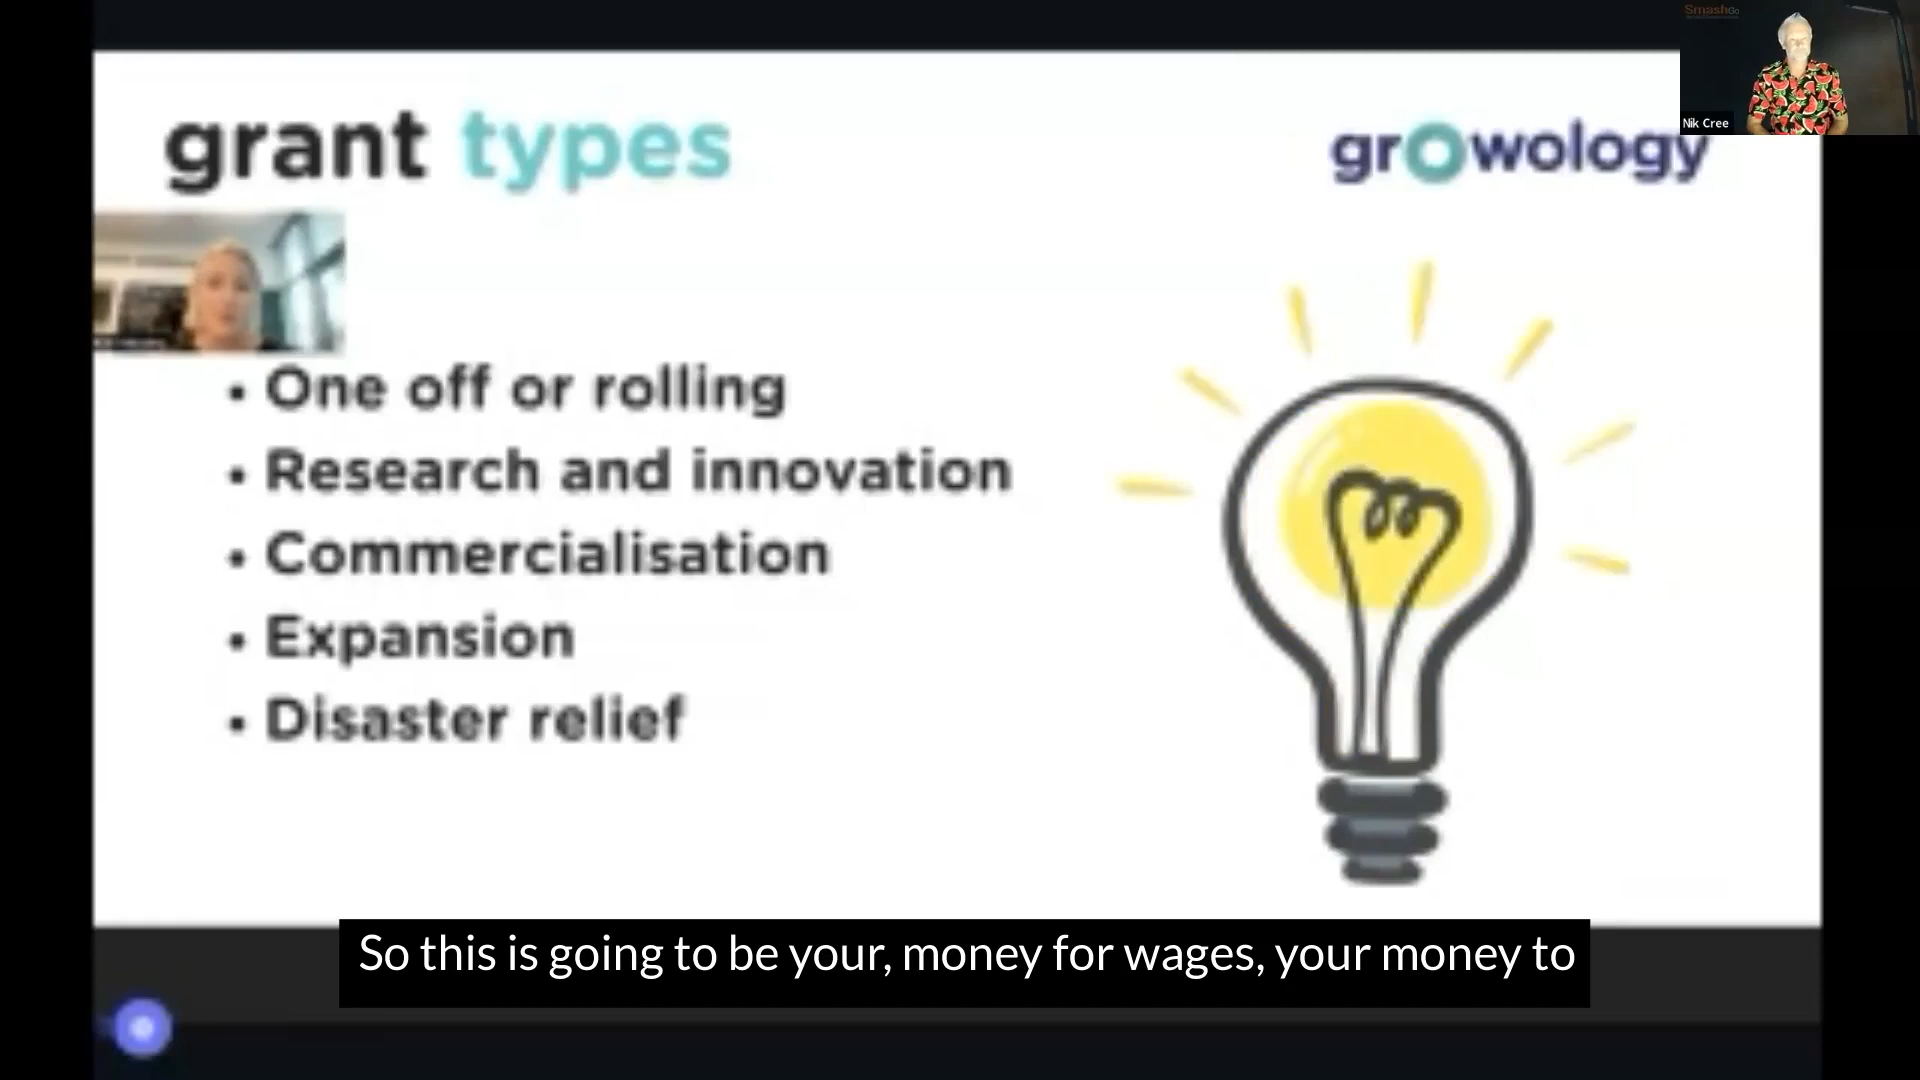 SmashGo
Nik Cree
grant types
growology
• One off or rolling
• Research and innovation
• Commercialisation
• Expansion
• Disaster relief
So this is going to be your, money for wages, your money to